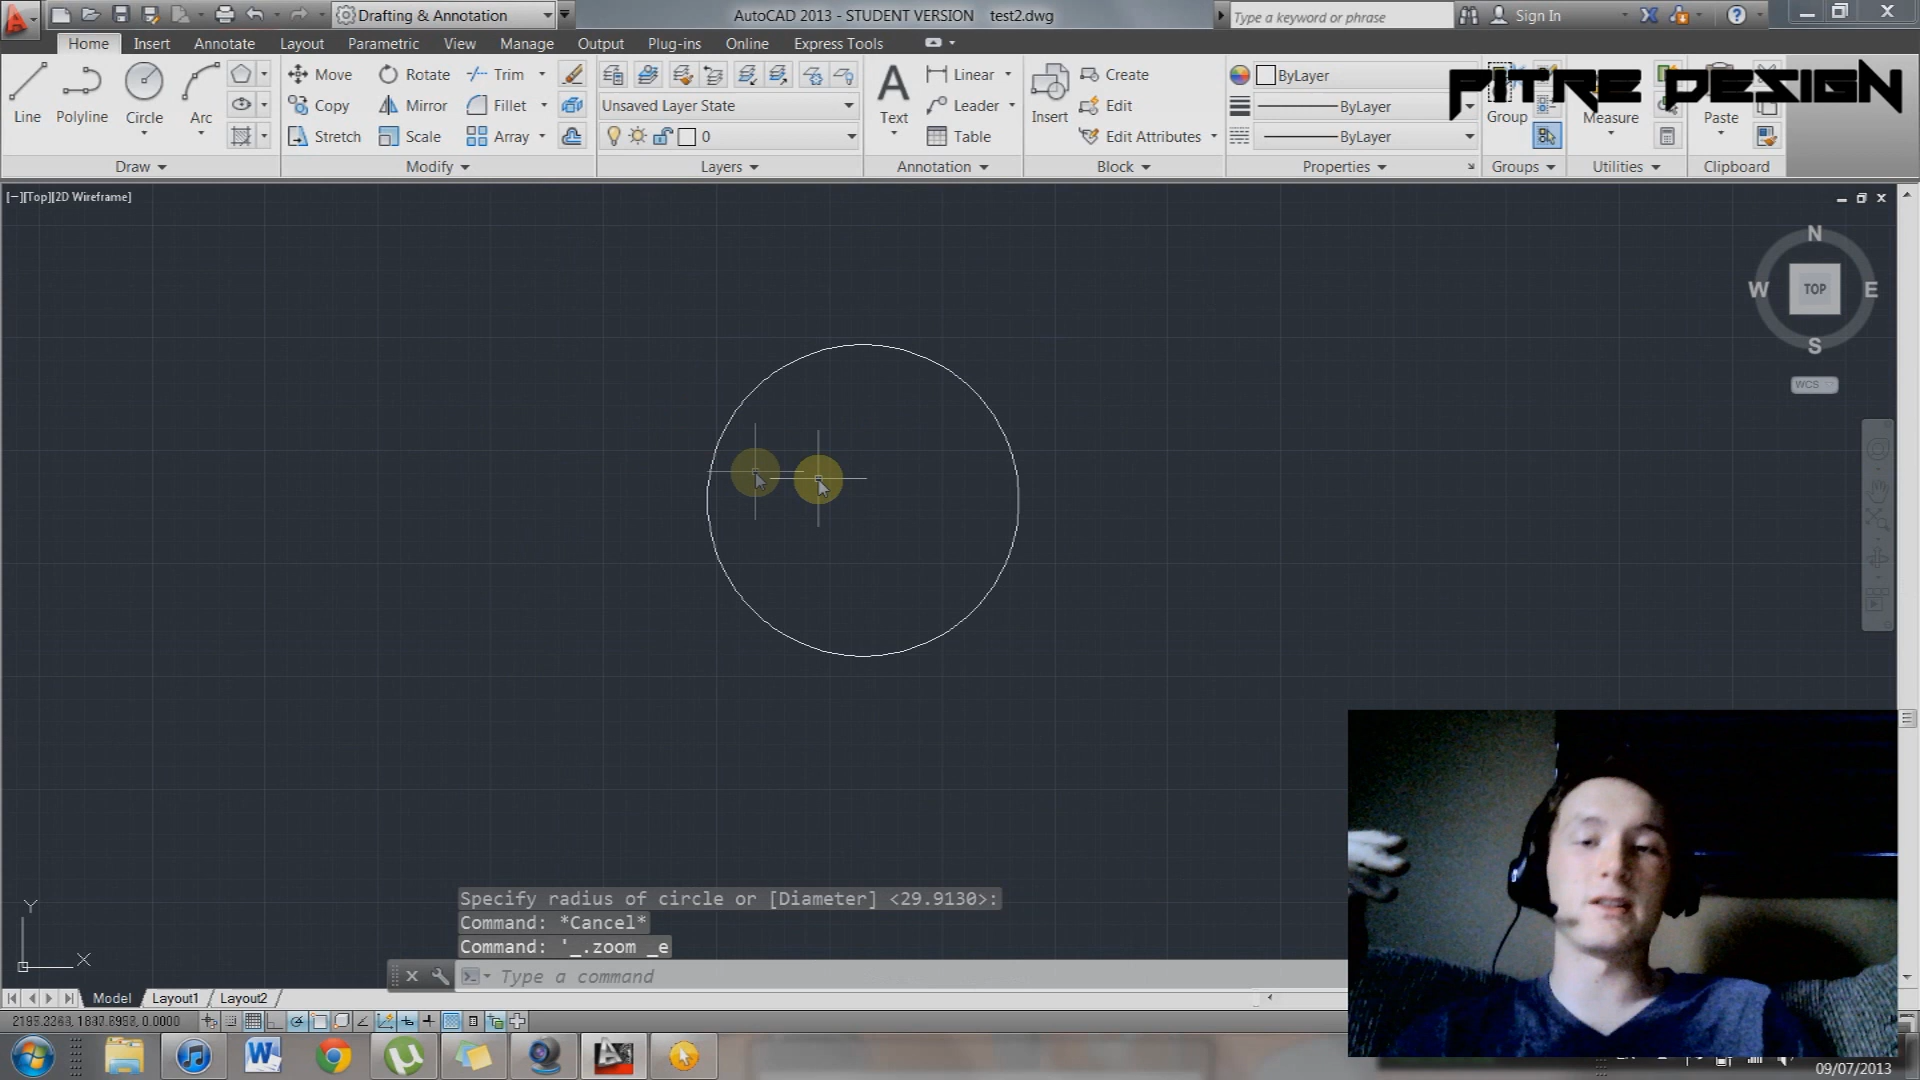 Drafting & Annotation
AutoCAD 2013 - STUDENT VERSION test2.dwg
Type a keyword or phrase
Sign In
Home Insert Annotate Layout Parametric View Manage Output Plug-ins Online Express Tools
PITRE DESIGN
Line
Polyline
Circle
Arc
Draw
Move
Rotate
Trim
Copy
Mirror
Fillet
Stretch
Scale
Array
Modify
Unsaved Layer State
0
Layers
Text
Linear
Leader
Table
Annotation
Insert
Create
Edit
Edit Attributes
Block
ByLayer
ByLayer
ByLayer
Properties
Group
Groups
Measure
Utilities
Paste
Clipboard
[−][Top][2D Wireframe]
N
W
TOP
E
S
WCS
Specify radius of circle or [Diameter] <29.9130>:
Command: *Cancel*
Command: '_.zoom _e
Type a command
Y
X
Model Layout1 Layout2
09/07/2013